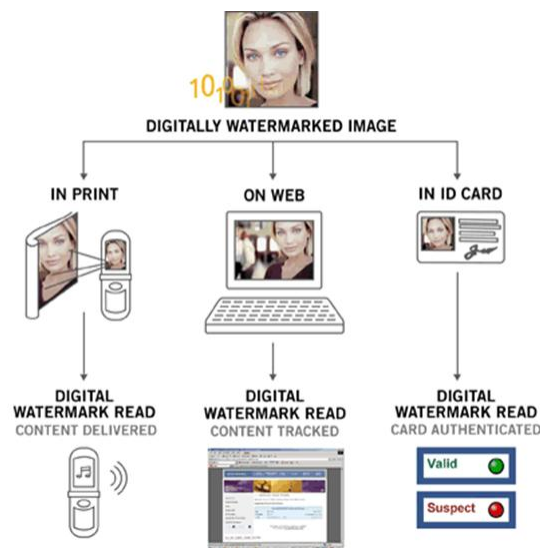 1010101
DIGITALLY WATERMARKED IMAGE
IN PRINT
ON WEB
IN ID CARD
DIGITAL
WATERMARK READ
CONTENT DELIVERED
DIGITAL
WATERMARK READ
CONTENT TRACKED
DIGITAL
WATERMARK READ
CARD AUTHENTICATED
Valid
Suspect